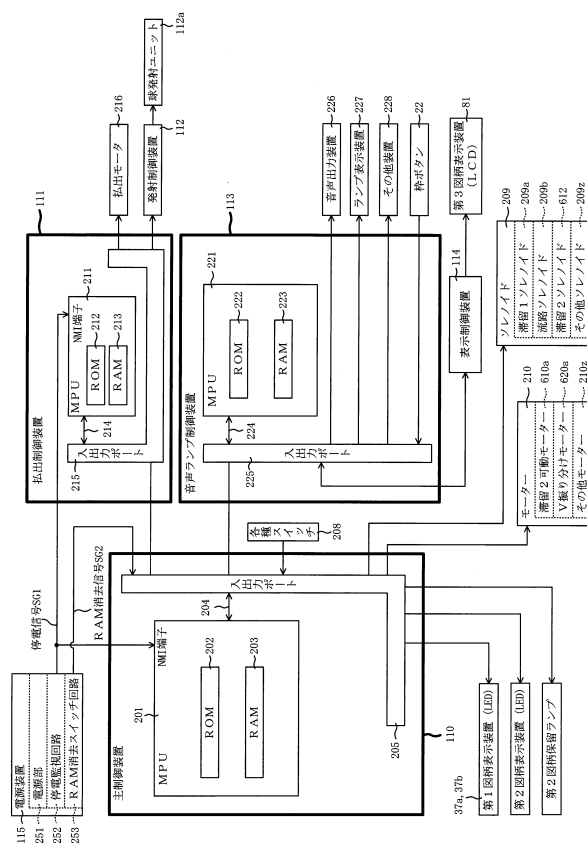 115
電源装置
251
電源部
252
停電監視回路
253
RAM消去スイッチ回路
停電信号SG1
RAM消去信号SG2
払出制御装置
111
215
入出力ポート
214
MPU
NMI端子
211
ROM
212
RAM
213
払出モータ
216
発射制御装置
112
球発射ユニット
112a
音声ランプ制御装置
113
225
入出力ポート
224
MPU
221
ROM
222
RAM
223
音声出力装置
226
ランプ表示装置
227
その他装置
228
枠ボタン
22
表示制御装置
114
第3図柄表示装置
(LCD)
81
各種スイッチ
208
主制御装置
110
201
MPU
NMI端子
ROM
202
RAM
203
204
入出力ポート
205
37a, 37b
第1図柄表示装置(LED)
第2図柄表示装置(LED)
第2図柄保留ランプ
モーター
210
滞留2可動モーター
610a
V振り分けモーター
620a
その他モーター
210z
ソレノイド
209
滞留1ソレノイド
209a
流路ソレノイド
209b
滞留2ソレノイド
612
その他ソレノイド
209z